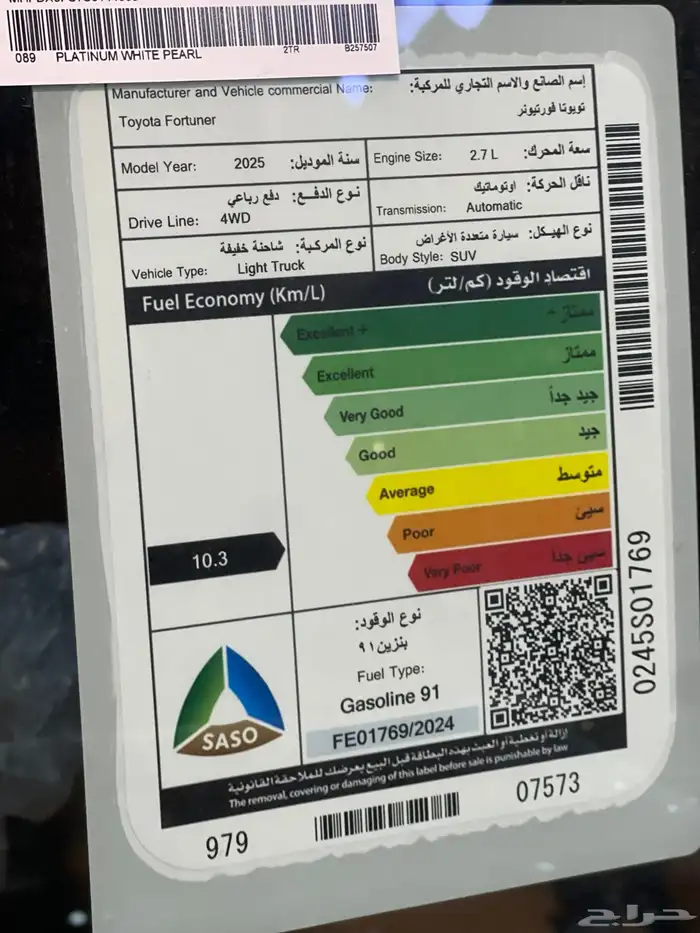 089 PLATINUM WHITE PEARL 2TR B257507
Manufacturer and Vehicle commercial Name: إسم الصانع والاسم التجاري للمركبة:
Toyota Fortuner تويوتا فورتيونر
Model Year: 2025 سنة الموديل:
Engine Size: 2.7 L سعة المحرك:
Drive Line: 4WD نوع الدفع: دفع رباعي
Transmission: Automatic ناقل الحركة: اوتوماتيك
Vehicle Type: Light Truck نوع المركبة: شاحنة خفيفة
Body Style: SUV نوع الهيكل: سيارة متعددة الأغراض
Fuel Economy (Km/L) اقتصاد الوقود (كم/لتر)
Excellent + ممتاز +
Excellent ممتاز
Very Good جيد جداً
Good جيد
Average متوسط
Poor سيئ
Very Poor سيئ جدا
10.3
نوع الوقود:
بنزين ٩١
Fuel Type:
Gasoline 91
FE01769/2024
SASO
إزالة أو تغطية أو العبث بهذه البطاقة قبل البيع يعرضك للملاحقة القانونية
The removal, covering or damaging of this label before sale is punishable by law
979
07573
0245S01769
حراج